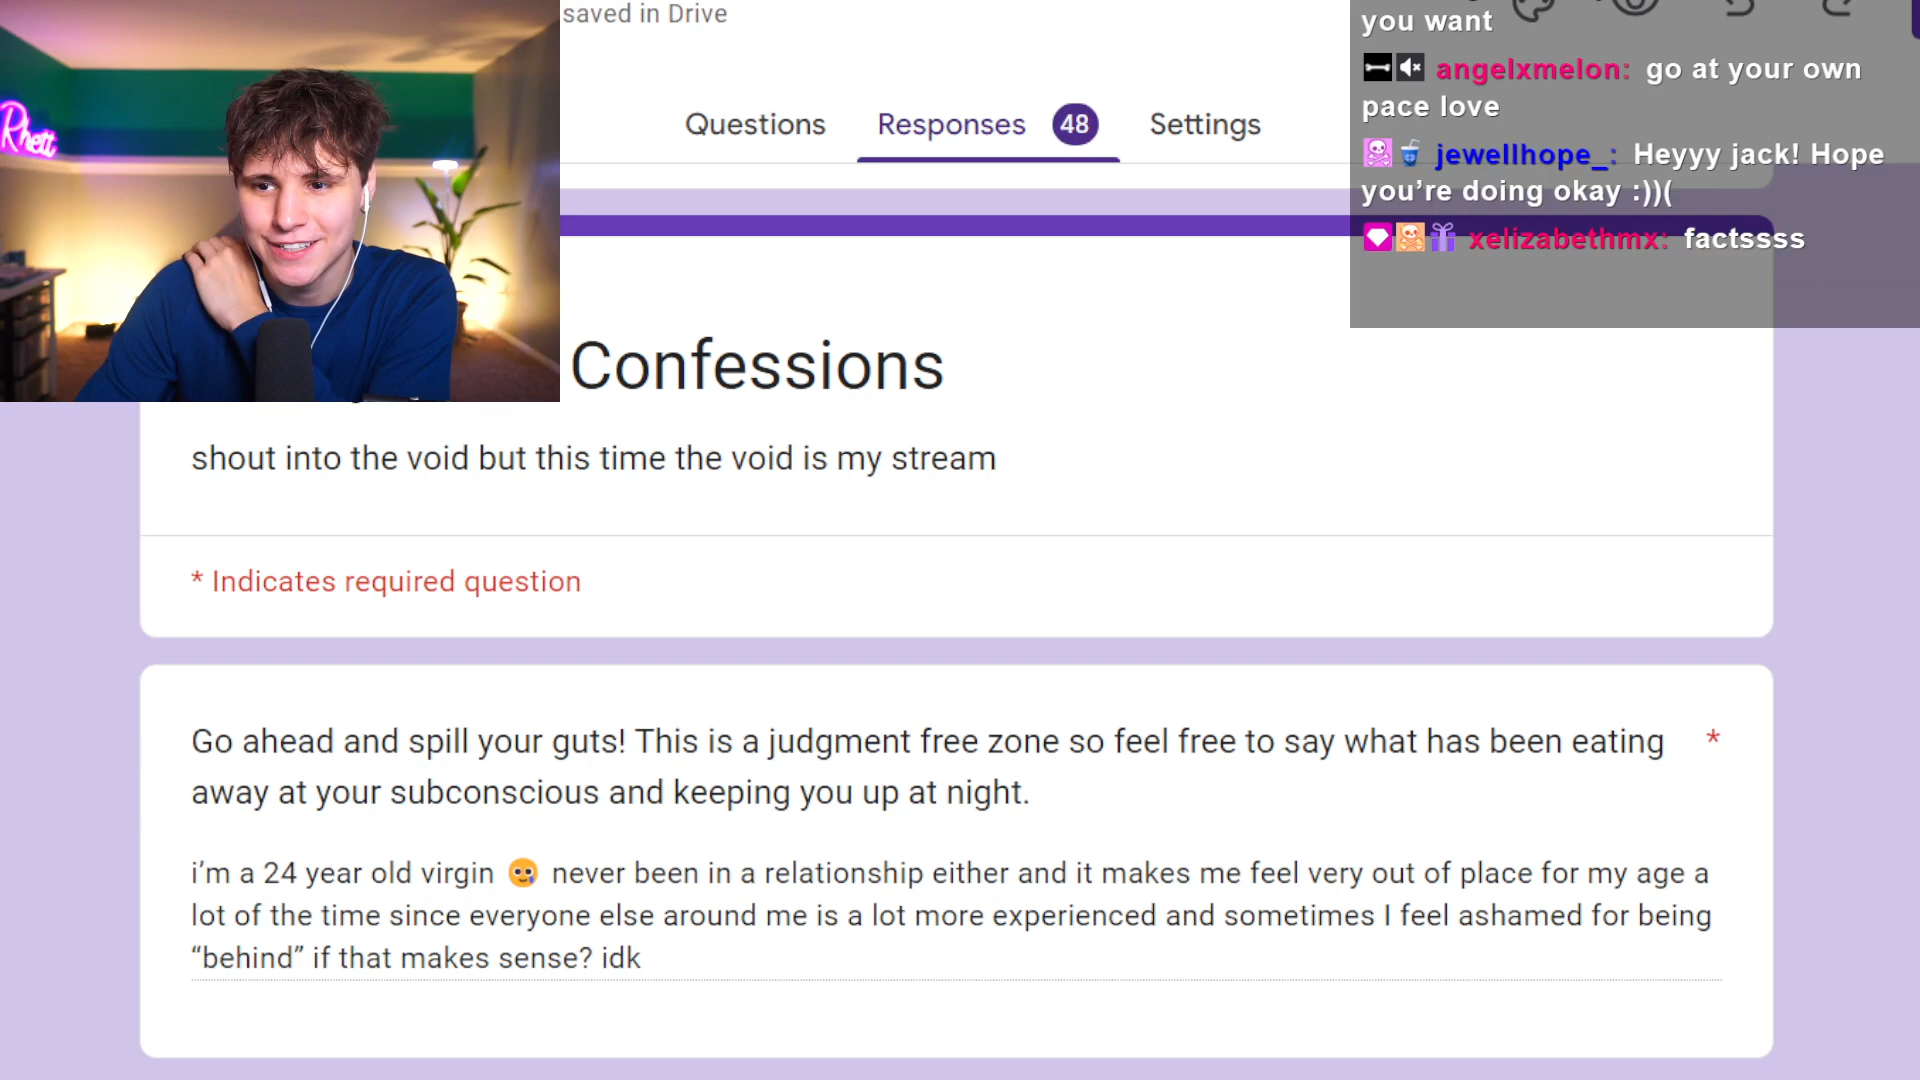 saved in Drive
Rhett
Questions
Responses 48
Settings
you want
angelxmelon: go at your own
pace love
jewellhope_: Heyyy jack! Hope
you’re doing okay :))(
xelizabethmx: factssss
Confessions
shout into the void but this time the void is my stream
* Indicates required question
Go ahead and spill your guts! This is a judgment free zone so feel free to say what has been eating *
away at your subconscious and keeping you up at night.
i’m a 24 year old virgin 🥲 never been in a relationship either and it makes me feel very out of place for my age a
lot of the time since everyone else around me is a lot more experienced and sometimes I feel ashamed for being
“behind” if that makes sense? idk